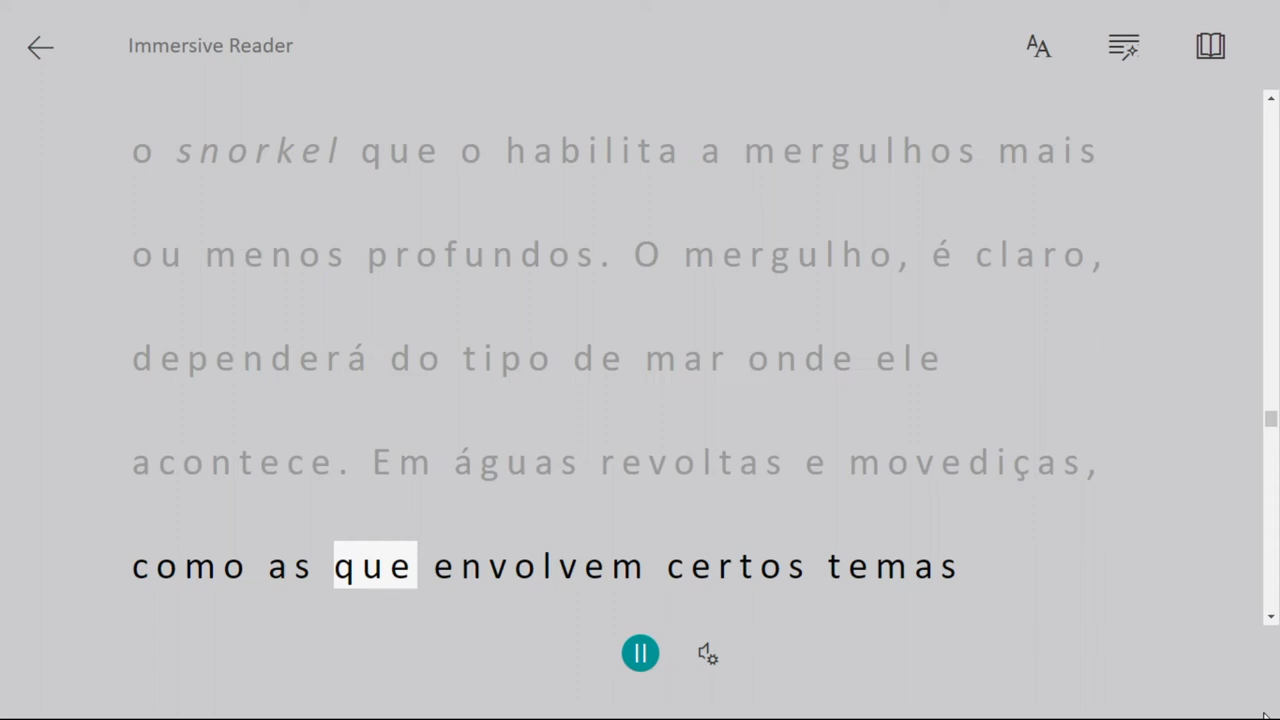 Immersive Reader
o snorkel que o habilita a mergulhos mais
ou menos profundos. O mergulho, é claro,
dependerá do tipo de mar onde ele
acontece. Em águas revoltas e movediças,
como as que envolvem certos temas